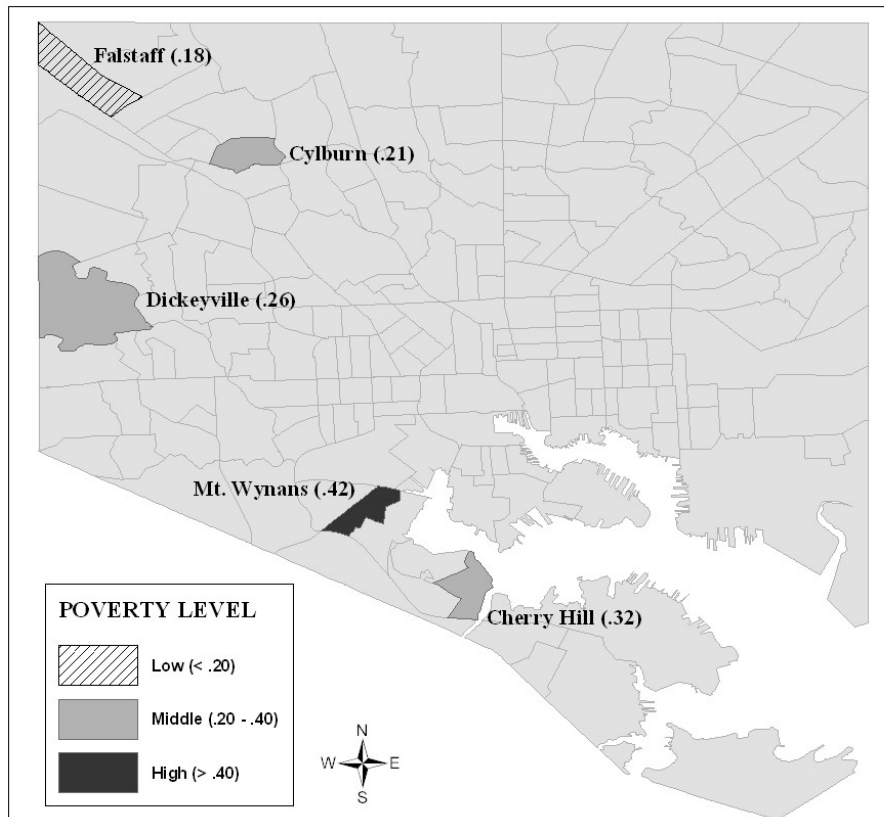 Falstaff (.18)
Cylburn (.21)
Dickeyville (.26)
Mt. Wynans (.42)
Cherry Hill (.32)
POVERTY LEVEL
Low (< .20)
Middle (.20 - .40)
High (> .40)
N
W E
S